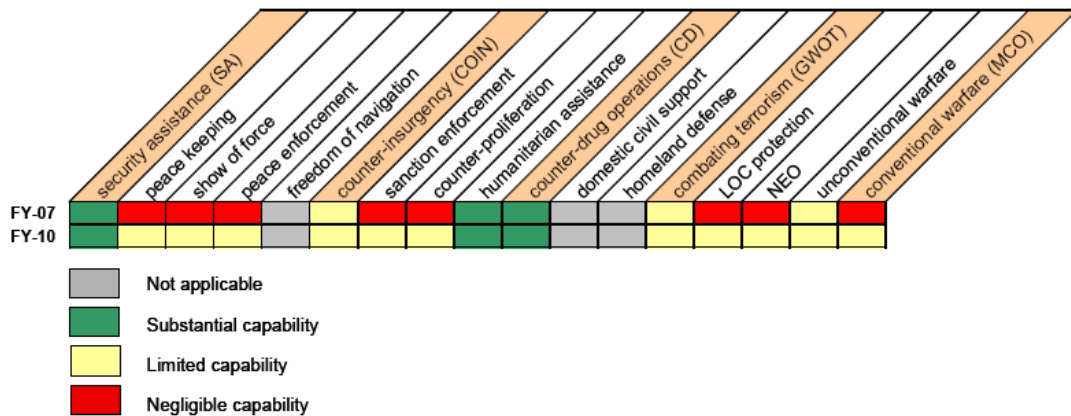 security assistance (SA)
peace keeping
show of force
peace enforcement
freedom of navigation
counter-insurgency (COIN)
sanction enforcement
counter-proliferation
humanitarian assistance
counter-drug operations (CD)
domestic civil support
homeland defense
combating terrorism (GWOT)
LOC protection
NEO
unconventional warfare
conventional warfare (MCO)
FY-07
FY-10
Not applicable
Substantial capability
Limited capability
Negligible capability